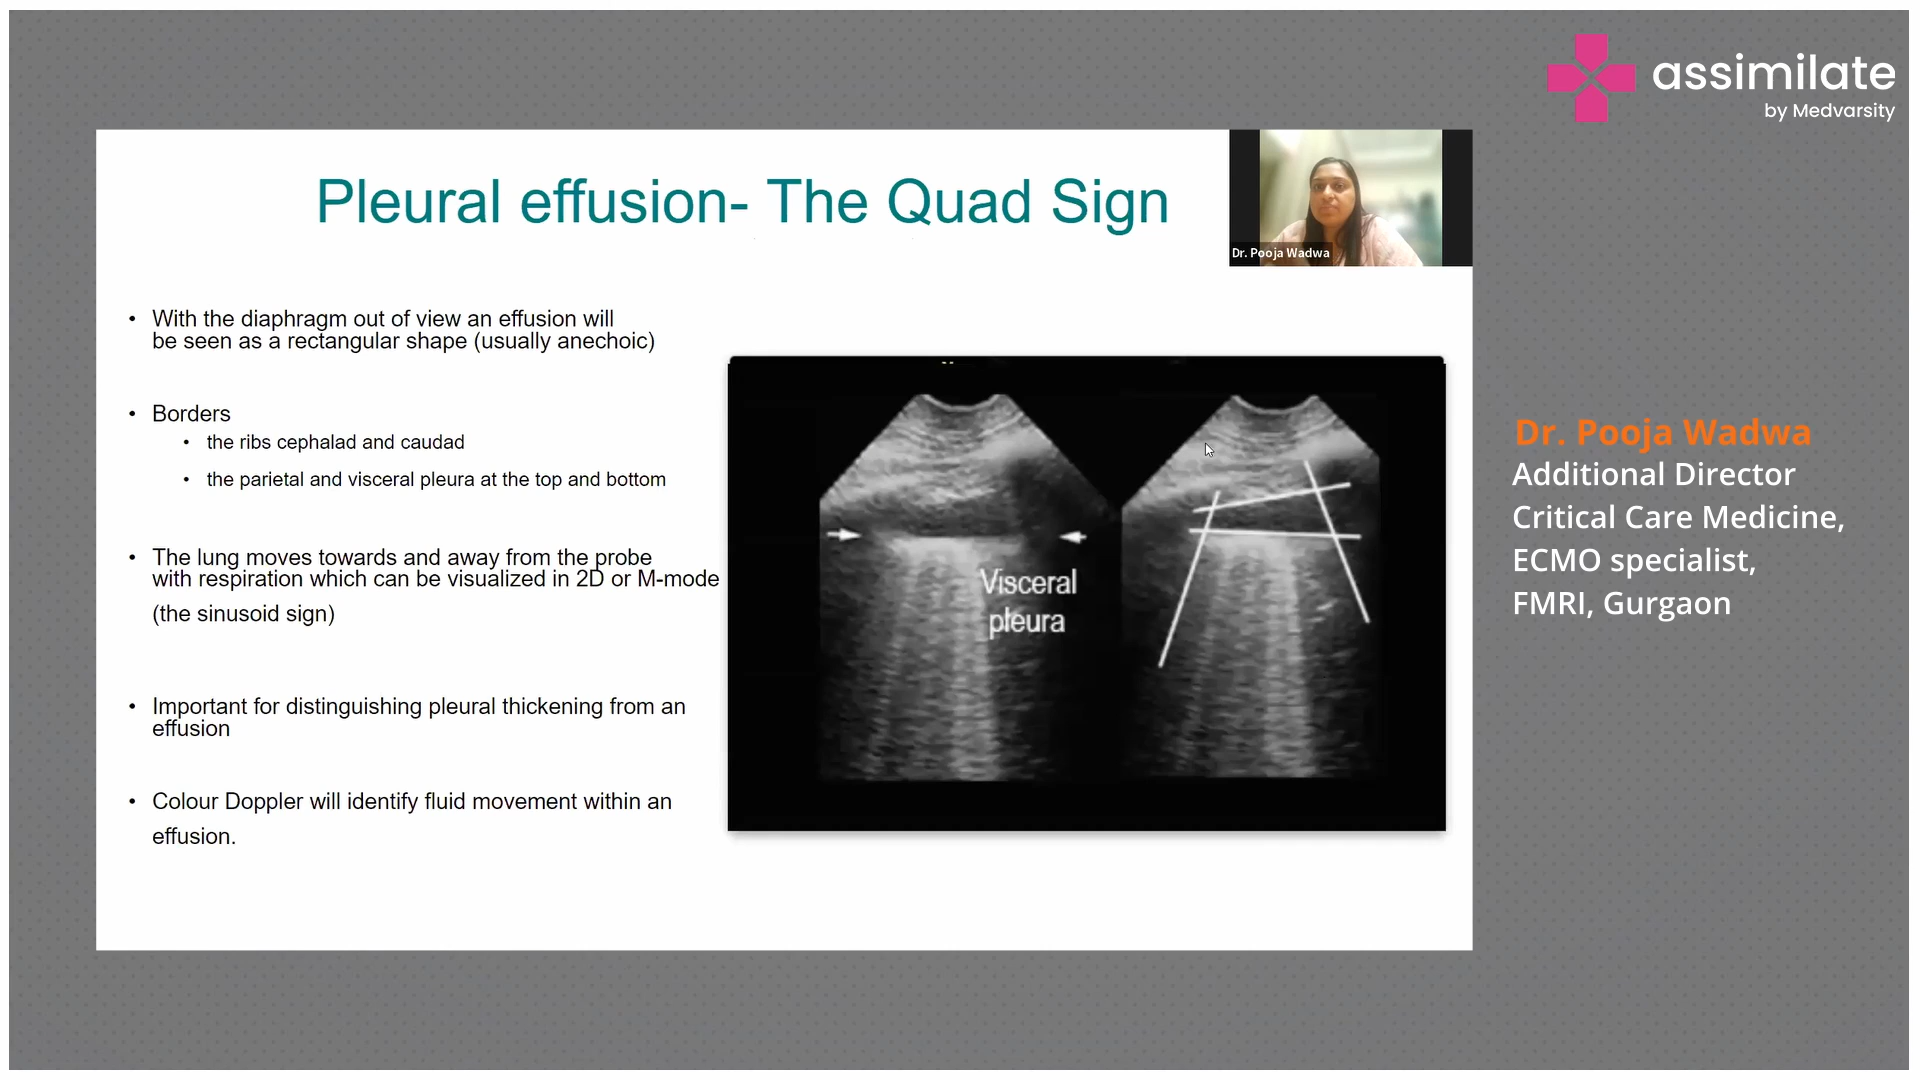 assimilate
by Medvarsity
Pleural effusion- The Quad Sign
Dr. Pooja Wadwa
• With the diaphragm out of view an effusion will
be seen as a rectangular shape (usually anechoic)
• Borders
• the ribs cephalad and caudad
• the parietal and visceral pleura at the top and bottom
• The lung moves towards and away from the probe
with respiration which can be visualized in 2D or M-mode
(the sinusoid sign)
• Important for distinguishing pleural thickening from an
effusion
• Colour Doppler will identify fluid movement within an
effusion.
Visceral
pleura
Dr. Pooja Wadwa
Additional Director
Critical Care Medicine,
ECMO specialist,
FMRI, Gurgaon